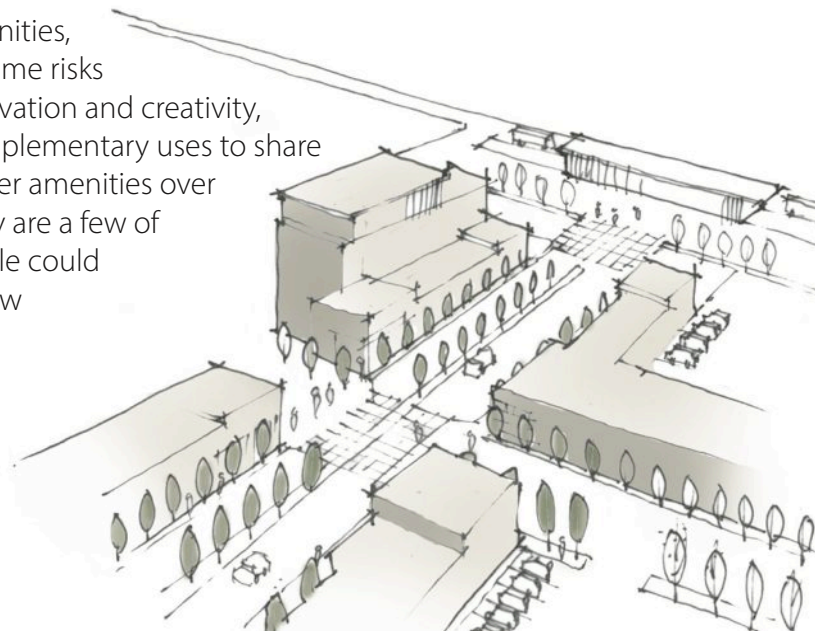 nities,
me risks
vation and creativity,
plementary uses to share
er amenities over
y are a few of
le could
w